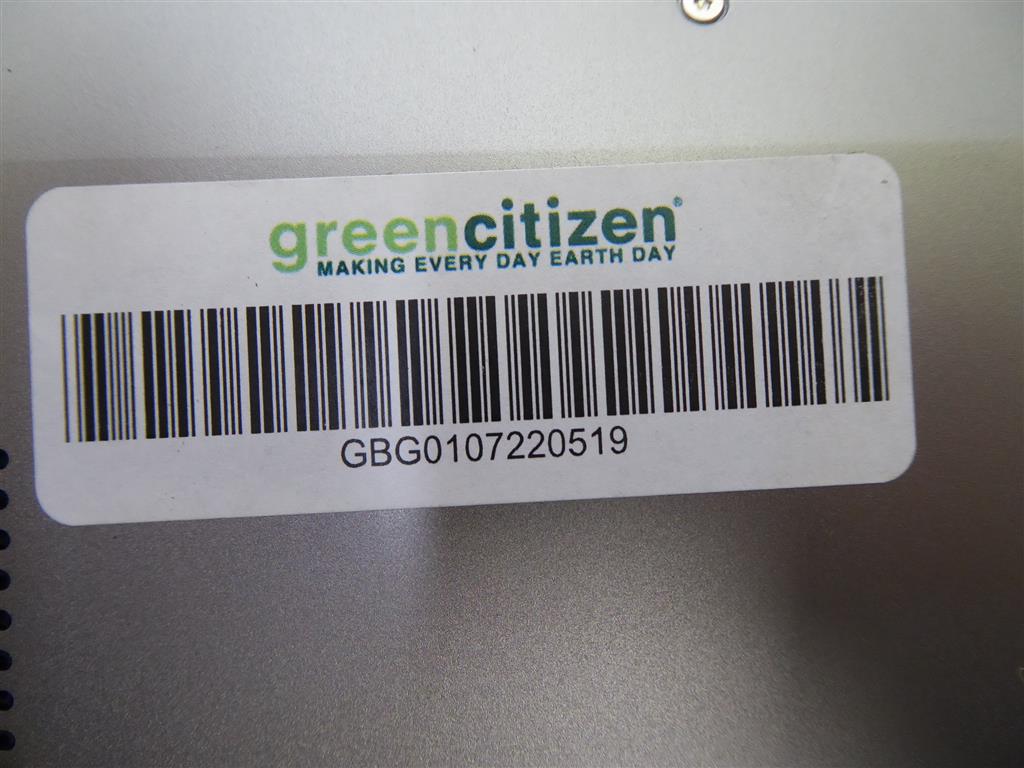 greencitizen®
MAKING EVERY DAY EARTH DAY
GBG0107220519